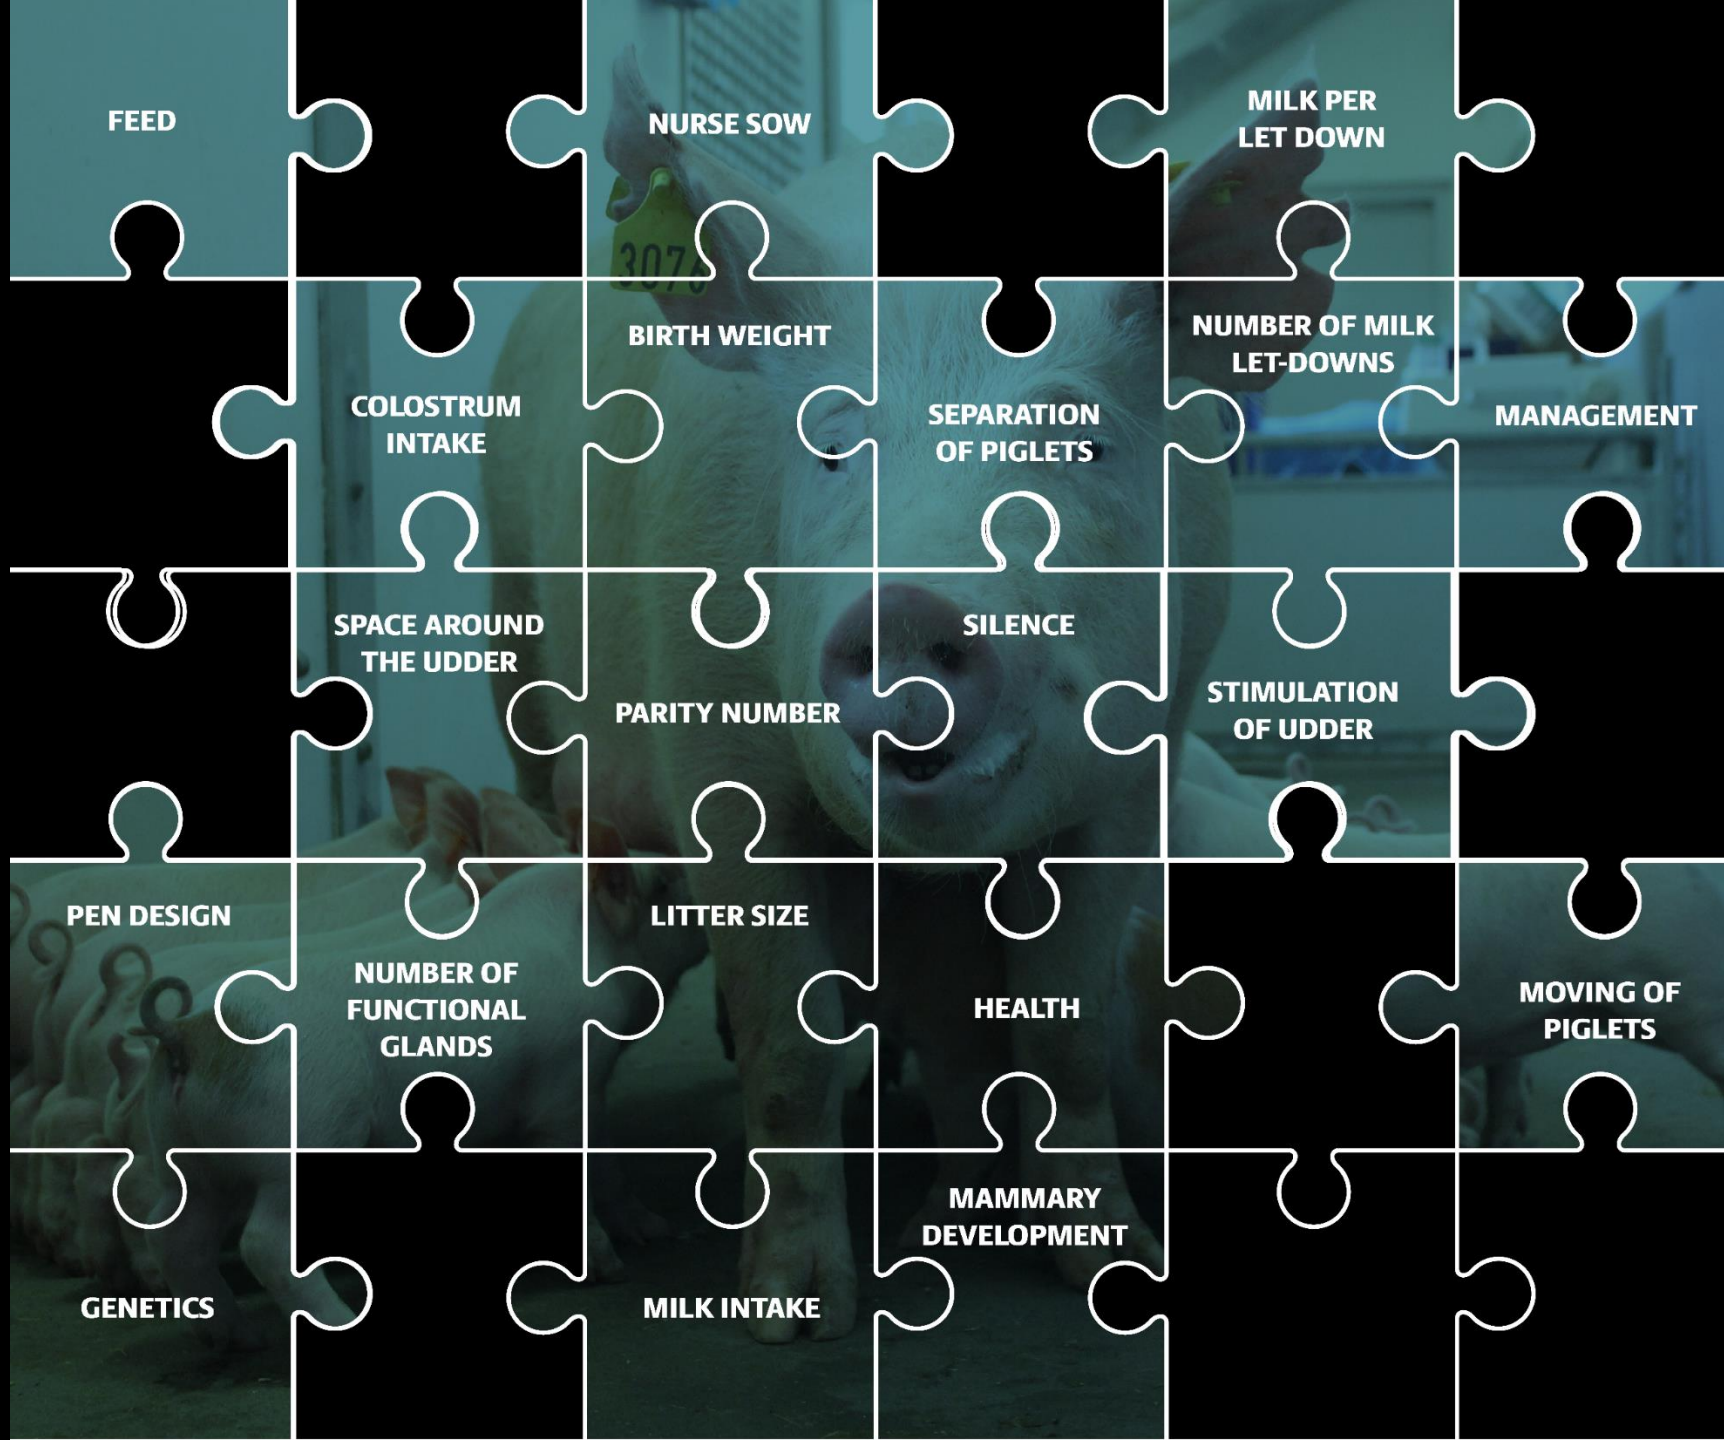 FEED
NURSE SOW
MILK PER
LET DOWN
3076
BIRTH WEIGHT
NUMBER OF MILK
LET-DOWNS
COLOSTRUM
INTAKE
SEPARATION
OF PIGLETS
MANAGEMENT
SPACE AROUND
THE UDDER
SILENCE
PARITY NUMBER
STIMULATION
OF UDDER
PEN DESIGN
LITTER SIZE
NUMBER OF
FUNCTIONAL
GLANDS
HEALTH
MOVING OF
PIGLETS
MAMMARY
DEVELOPMENT
GENETICS
MILK INTAKE